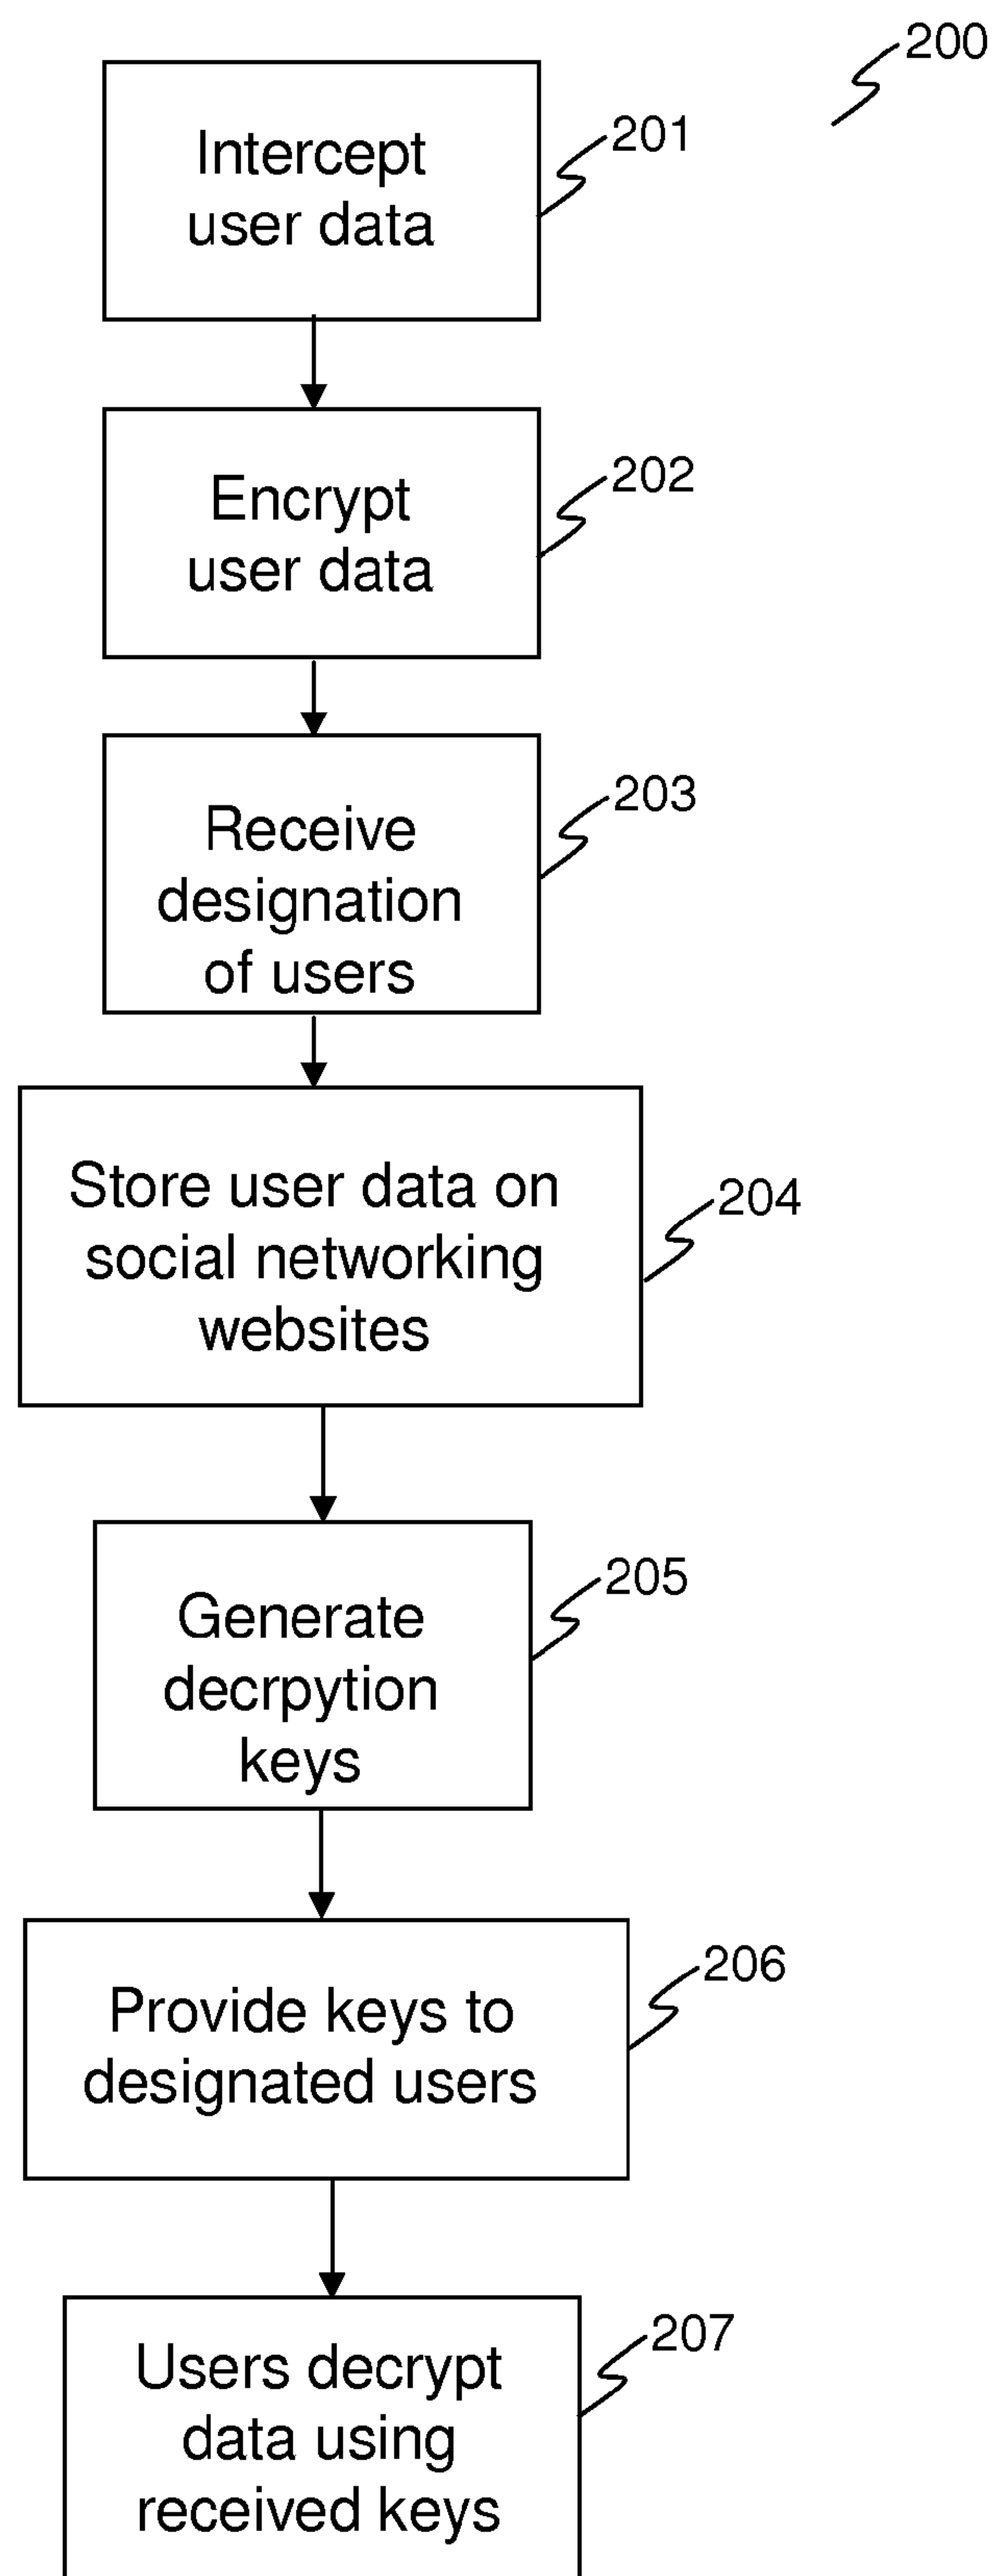 200
201
Intercept
user data
202
Encrypt
user data
203
Receive
designation
of users
204
Store user data on
social networking
websites
205
Generate
decrpytion
keys
206
Provide keys to
designated users
207
Users decrypt
data using
received keys